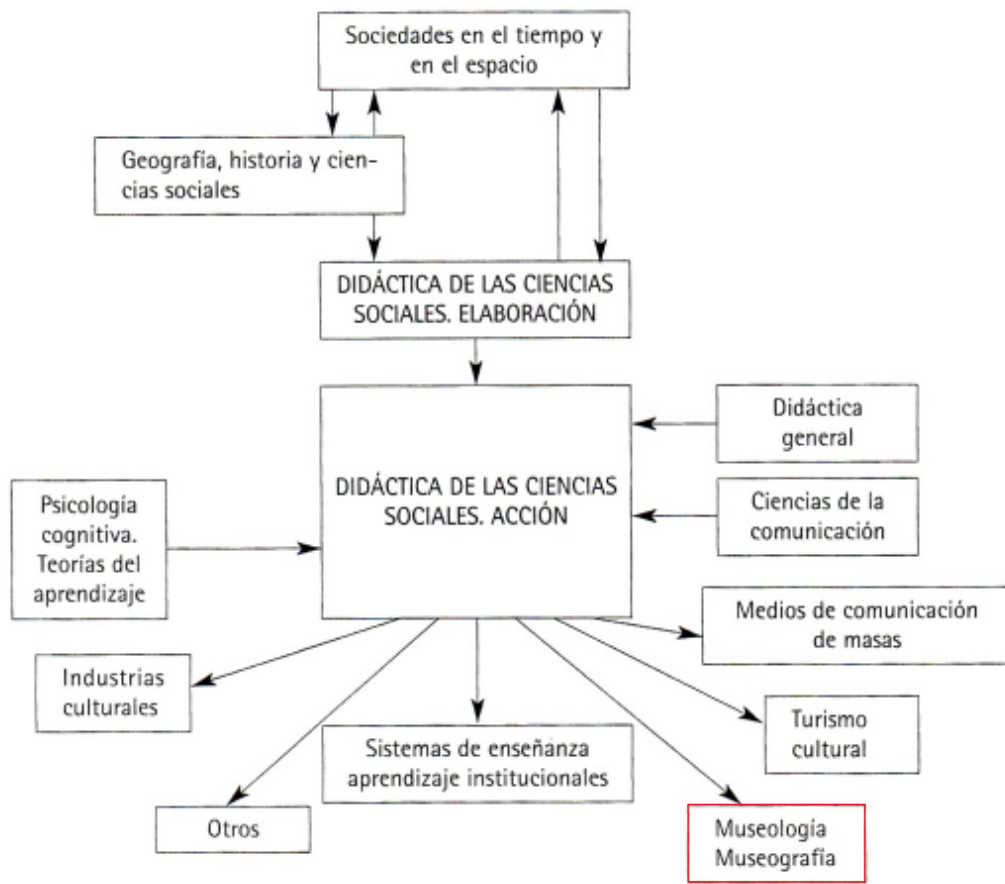 Sociedades en el tiempo y
en el espacio
Geografía, historia y cien-
cias sociales
DIDÁCTICA DE LAS CIENCIAS
SOCIALES. ELABORACIÓN
DIDÁCTICA DE LAS CIENCIAS
SOCIALES. ACCIÓN
Didáctica
general
Ciencias de la
comunicación
Psicología
cognitiva.
Teorías del
aprendizaje
Medios de comunicación
de masas
Industrias
culturales
Turismo
cultural
Sistemas de enseñanza
aprendizaje institucionales
Otros
Museología
Museografía